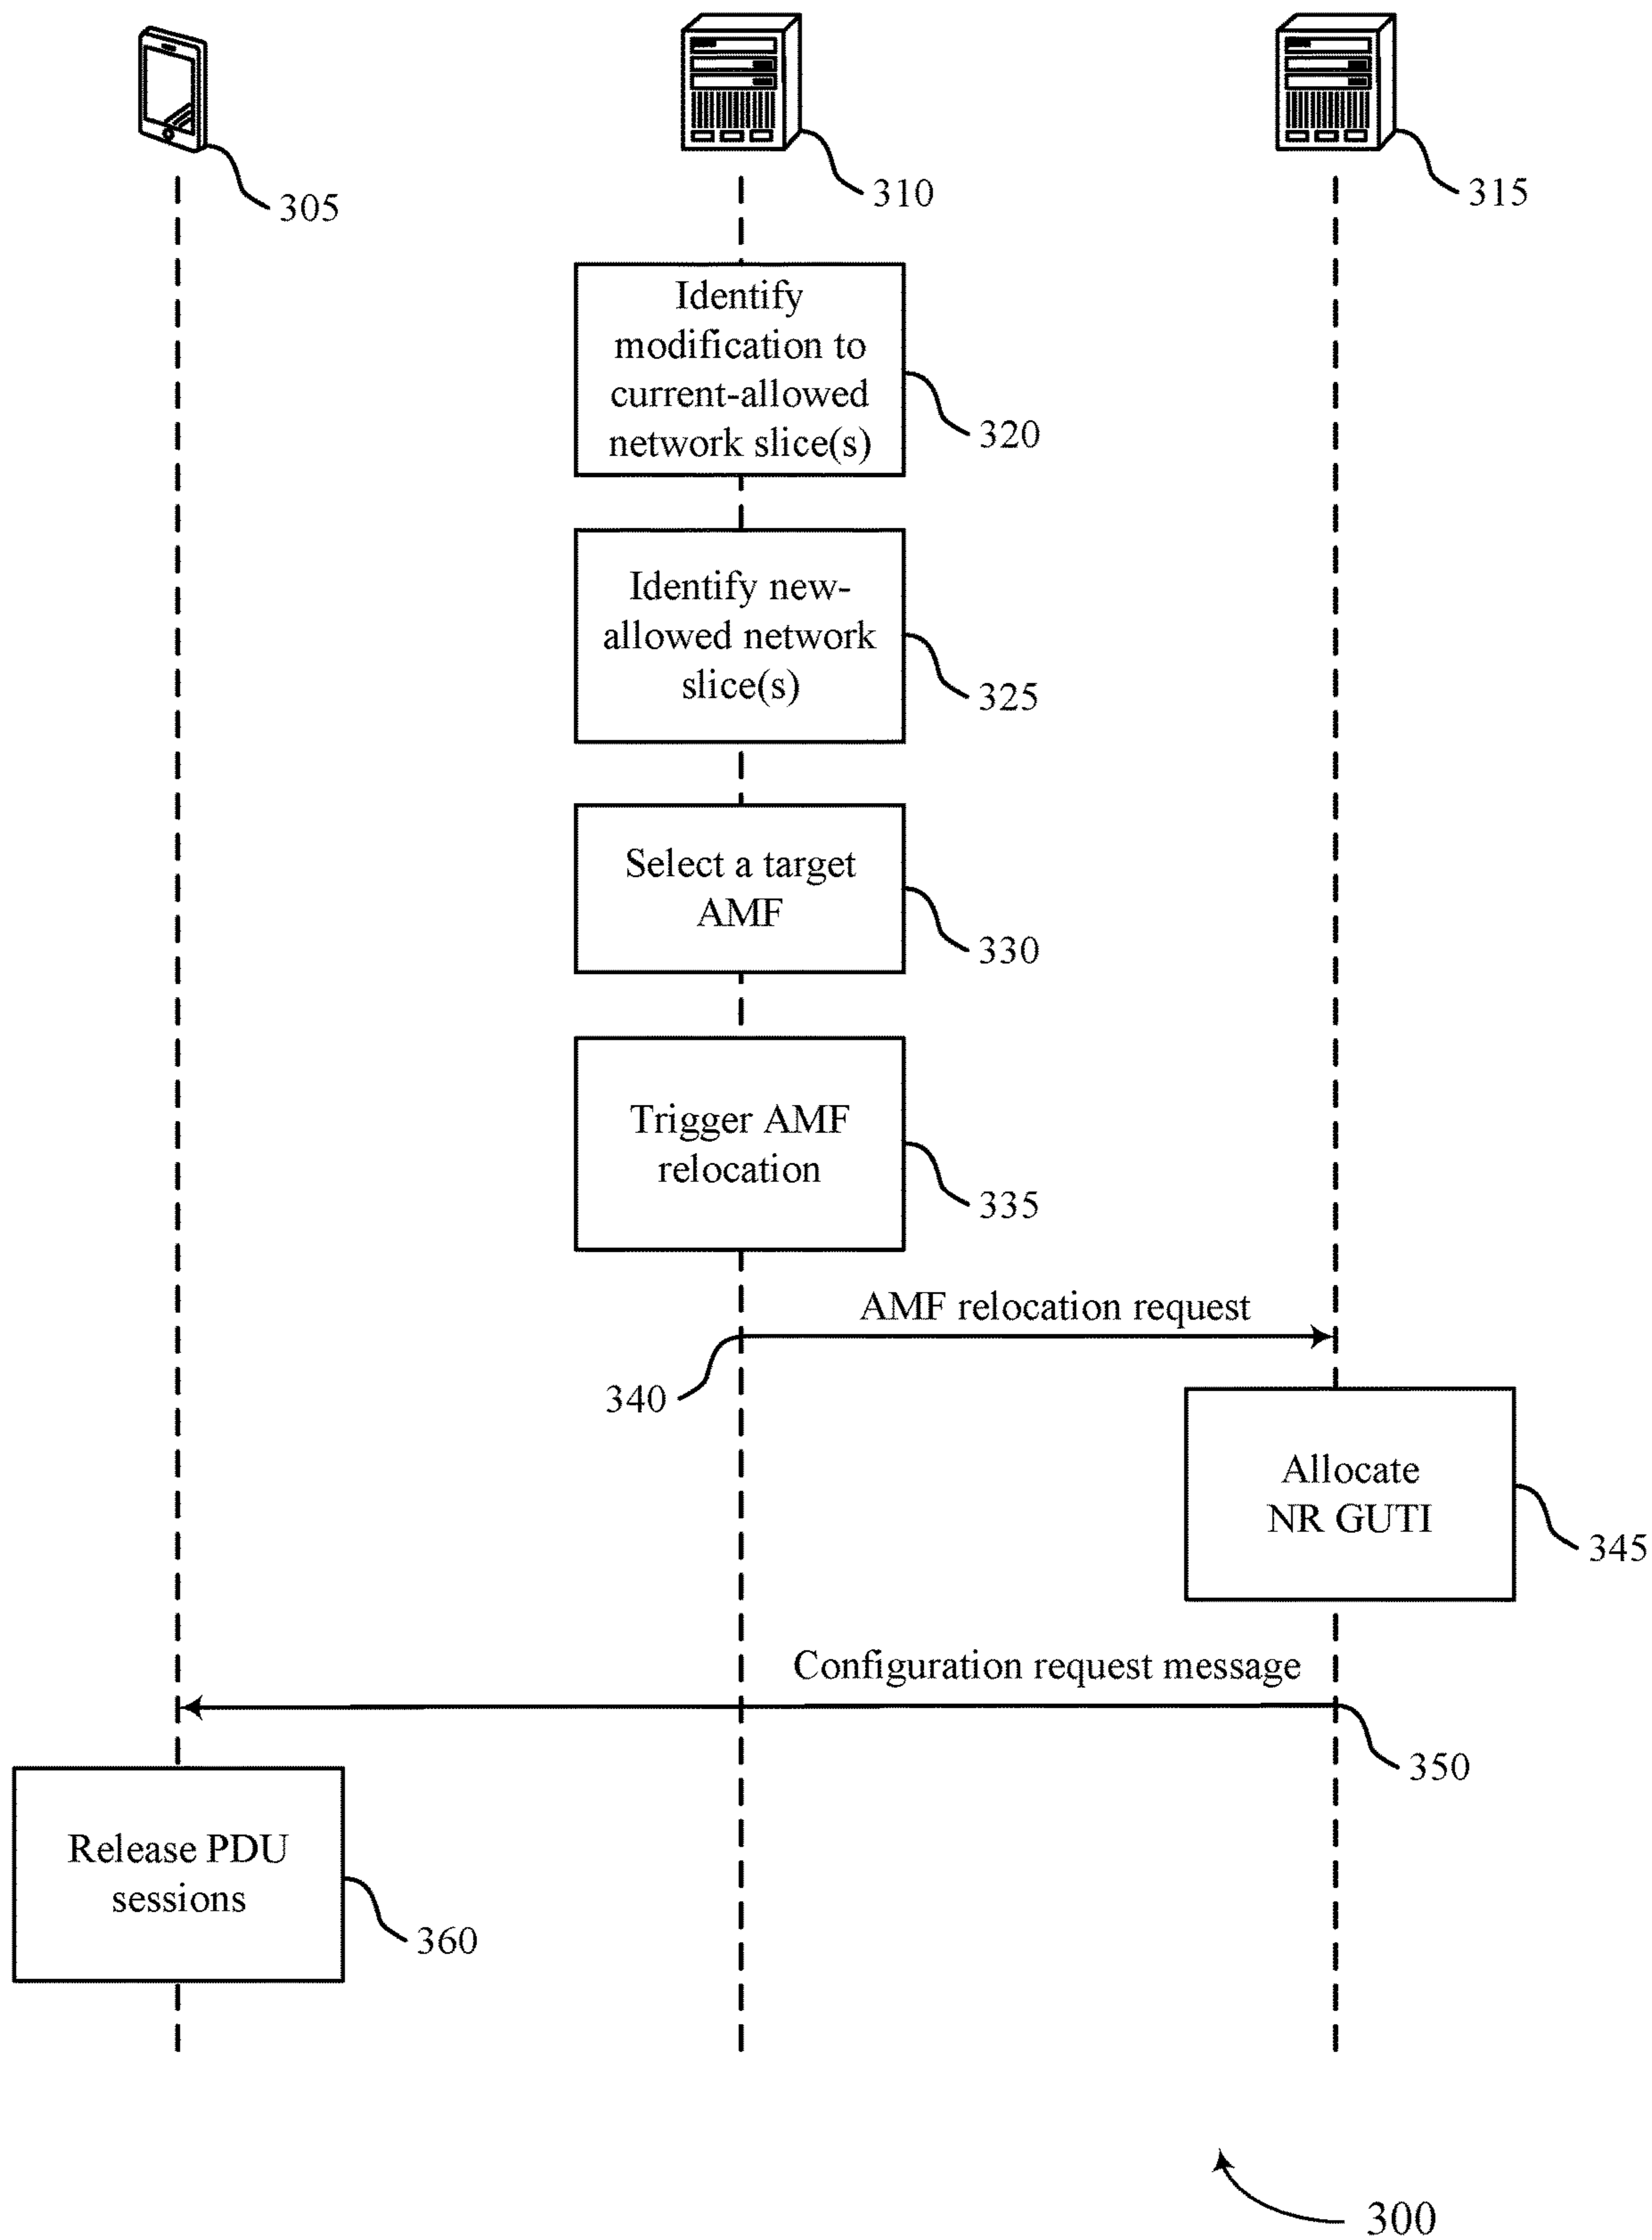 305
310
315
Identify
modification to
current-allowed
network slice(s)
320
Identify new-
allowed network
slice(s)
325
Select a target
AMF
330
Trigger AMF
relocation
335
AMF relocation request
340
Allocate
NR GUTI
345
Configuration request message
350
Release PDU
sessions
360
300